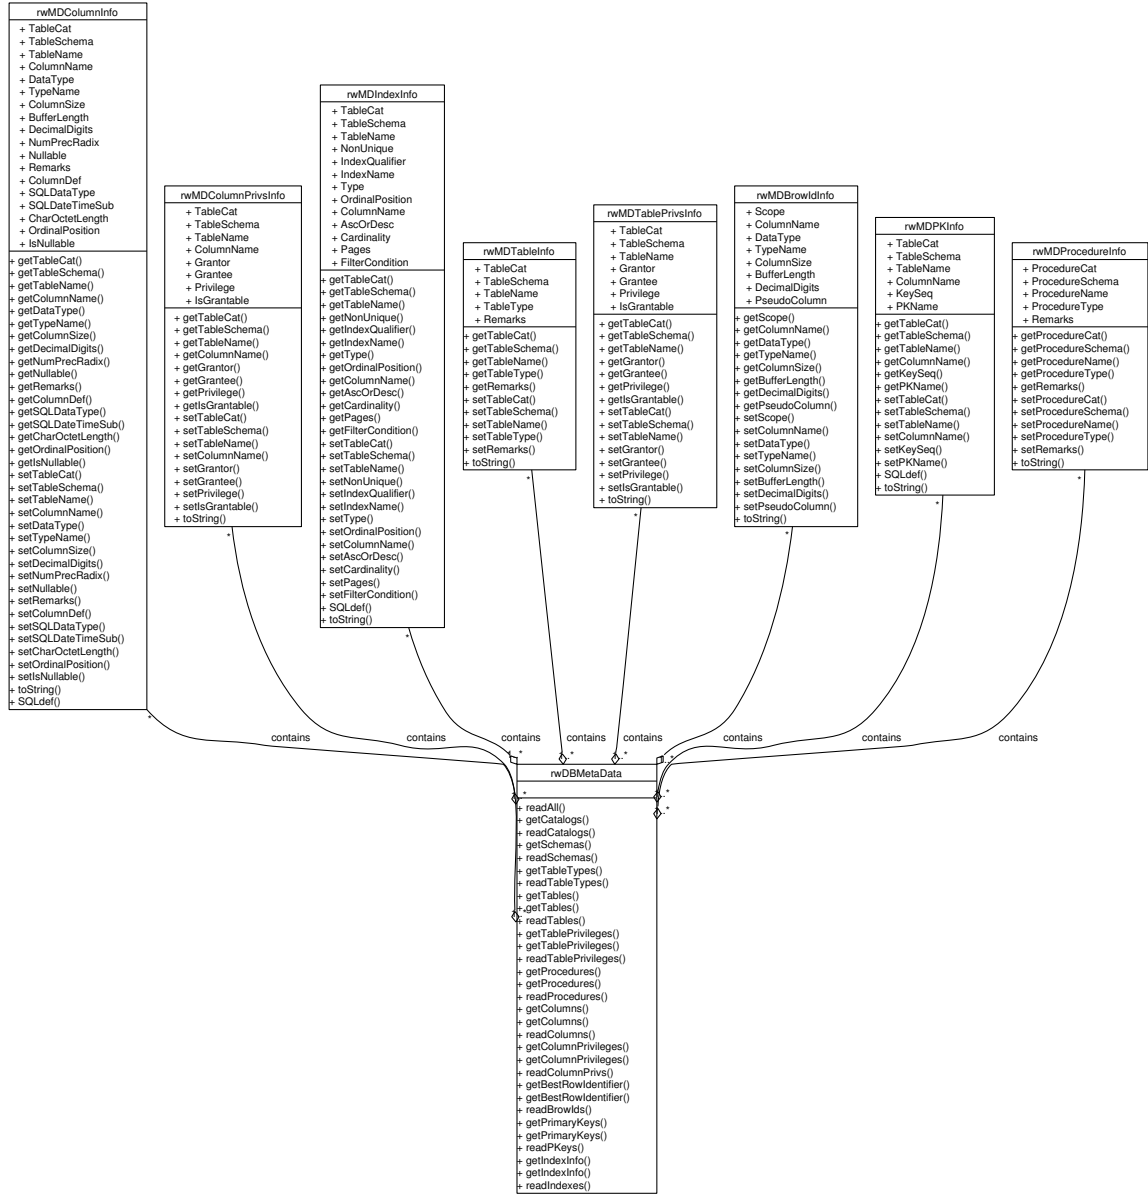 rwMDColumnInfo
+ TableCat
+ TableSchema
+ TableName
+ ColumnName
+ DataType
+ TypeName
+ ColumnSize
+ BufferLength
+ DecimalDigits
+ NumPrecRadix
+ Nullable
+ Remarks
+ ColumnDef
+ SQLDataType
+ SQLDateTimeSub
+ CharOctetLength
+ OrdinalPosition
+ IsNullable
+ getTableCat()
+ getTableSchema()
+ getTableName()
+ getColumnName()
+ getDataType()
+ getTypeName()
+ getColumnSize()
+ getDecimalDigits()
+ getNumPrecRadix()
+ getNullable()
+ getRemarks()
+ getColumnDef()
+ getSQLDataType()
+ getSQLDateTimeSub()
+ getCharOctetLength()
+ getOrdinalPosition()
+ getIsNullable()
+ setTableCat()
+ setTableSchema()
+ setTableName()
+ setColumnName()
+ setDataType()
+ setTypeName()
+ setColumnSize()
+ setDecimalDigits()
+ setNumPrecRadix()
+ setNullable()
+ setRemarks()
+ setColumnDef()
+ setSQLDataType()
+ setSQLDateTimeSub()
+ setCharOctetLength()
+ setOrdinalPosition()
+ setIsNullable()
+ toString()
+ SQLdef()
rwMDColumnPrivsInfo
+ TableCat
+ TableSchema
+ TableName
+ ColumnName
+ Grantor
+ Grantee
+ Privilege
+ IsGrantable
+ getTableCat()
+ getTableSchema()
+ getTableName()
+ getColumnName()
+ getGrantor()
+ getGrantee()
+ getPrivilege()
+ getIsGrantable()
+ setTableCat()
+ setTableSchema()
+ setTableName()
+ setColumnName()
+ setGrantor()
+ setGrantee()
+ setPrivilege()
+ setIsGrantable()
+ toString()
rwMDIndexInfo
+ TableCat
+ TableSchema
+ TableName
+ NonUnique
+ IndexQualifier
+ IndexName
+ Type
+ OrdinalPosition
+ ColumnName
+ AscOrDesc
+ Cardinality
+ Pages
+ FilterCondition
+ getTableCat()
+ getTableSchema()
+ getTableName()
+ getNonUnique()
+ getIndexQualifier()
+ getIndexName()
+ getType()
+ getOrdinalPosition()
+ getColumnName()
+ getAscOrDesc()
+ getCardinality()
+ getPages()
+ getFilterCondition()
+ setTableCat()
+ setTableSchema()
+ setTableName()
+ setNonUnique()
+ setIndexQualifier()
+ setIndexName()
+ setType()
+ setOrdinalPosition()
+ setColumnName()
+ setAscOrDesc()
+ setCardinality()
+ setPages()
+ setFilterCondition()
+ SQLdef()
+ toString()
rwMDTableInfo
+ TableCat
+ TableSchema
+ TableName
+ TableType
+ Remarks
+ getTableCat()
+ getTableSchema()
+ getTableName()
+ getTableType()
+ getRemarks()
+ setTableCat()
+ setTableSchema()
+ setTableName()
+ setTableType()
+ setRemarks()
+ toString()
rwMDTablePrivsInfo
+ TableCat
+ TableSchema
+ TableName
+ Grantor
+ Grantee
+ Privilege
+ IsGrantable
+ getTableCat()
+ getTableSchema()
+ getTableName()
+ getGrantor()
+ getGrantee()
+ getPrivilege()
+ getIsGrantable()
+ setTableCat()
+ setTableSchema()
+ setTableName()
+ setGrantor()
+ setGrantee()
+ setPrivilege()
+ setIsGrantable()
+ toString()
rwMDBrowIdInfo
+ Scope
+ ColumnName
+ DataType
+ TypeName
+ ColumnSize
+ BufferLength
+ DecimalDigits
+ PseudoColumn
+ getScope()
+ getColumnName()
+ getDataType()
+ getTypeName()
+ getColumnSize()
+ getBufferLength()
+ getDecimalDigits()
+ getPseudoColumn()
+ setScope()
+ setColumnName()
+ setDataType()
+ setTypeName()
+ setColumnSize()
+ setBufferLength()
+ setDecimalDigits()
+ setPseudoColumn()
+ toString()
rwMDPKInfo
+ TableCat
+ TableSchema
+ TableName
+ ColumnName
+ KeySeq
+ PKName
+ getTableCat()
+ getTableSchema()
+ getTableName()
+ getColumnName()
+ getKeySeq()
+ getPKName()
+ setTableCat()
+ setTableSchema()
+ setTableName()
+ setColumnName()
+ setKeySeq()
+ setPKName()
+ SQLdef()
+ toString()
rwMDProcedureInfo
+ ProcedureCat
+ ProcedureSchema
+ ProcedureName
+ ProcedureType
+ Remarks
+ getProcedureCat()
+ getProcedureSchema()
+ getProcedureName()
+ getProcedureType()
+ getRemarks()
+ setProcedureCat()
+ setProcedureSchema()
+ setProcedureName()
+ setProcedureType()
+ setRemarks()
+ toString()
* * * * * * * *
contains contains contains contains contains contains contains contains
rwDBMetaData
+ readAll()
+ getCatalogs()
+ readCatalogs()
+ getSchemas()
+ readSchemas()
+ getTableTypes()
+ readTableTypes()
+ getTables()
+ getTables()
+ readTables()
+ getTablePrivileges()
+ getTablePrivileges()
+ readTablePrivileges()
+ getProcedures()
+ getProcedures()
+ readProcedures()
+ getColumns()
+ getColumns()
+ readColumns()
+ getColumnPrivileges()
+ getColumnPrivileges()
+ readColumnPrivs()
+ getBestRowIdentifier()
+ getBestRowIdentifier()
+ readBrowIds()
+ getPrimaryKeys()
+ getPrimaryKeys()
+ readPKeys()
+ getIndexInfo()
+ getIndexInfo()
+ readIndexes()